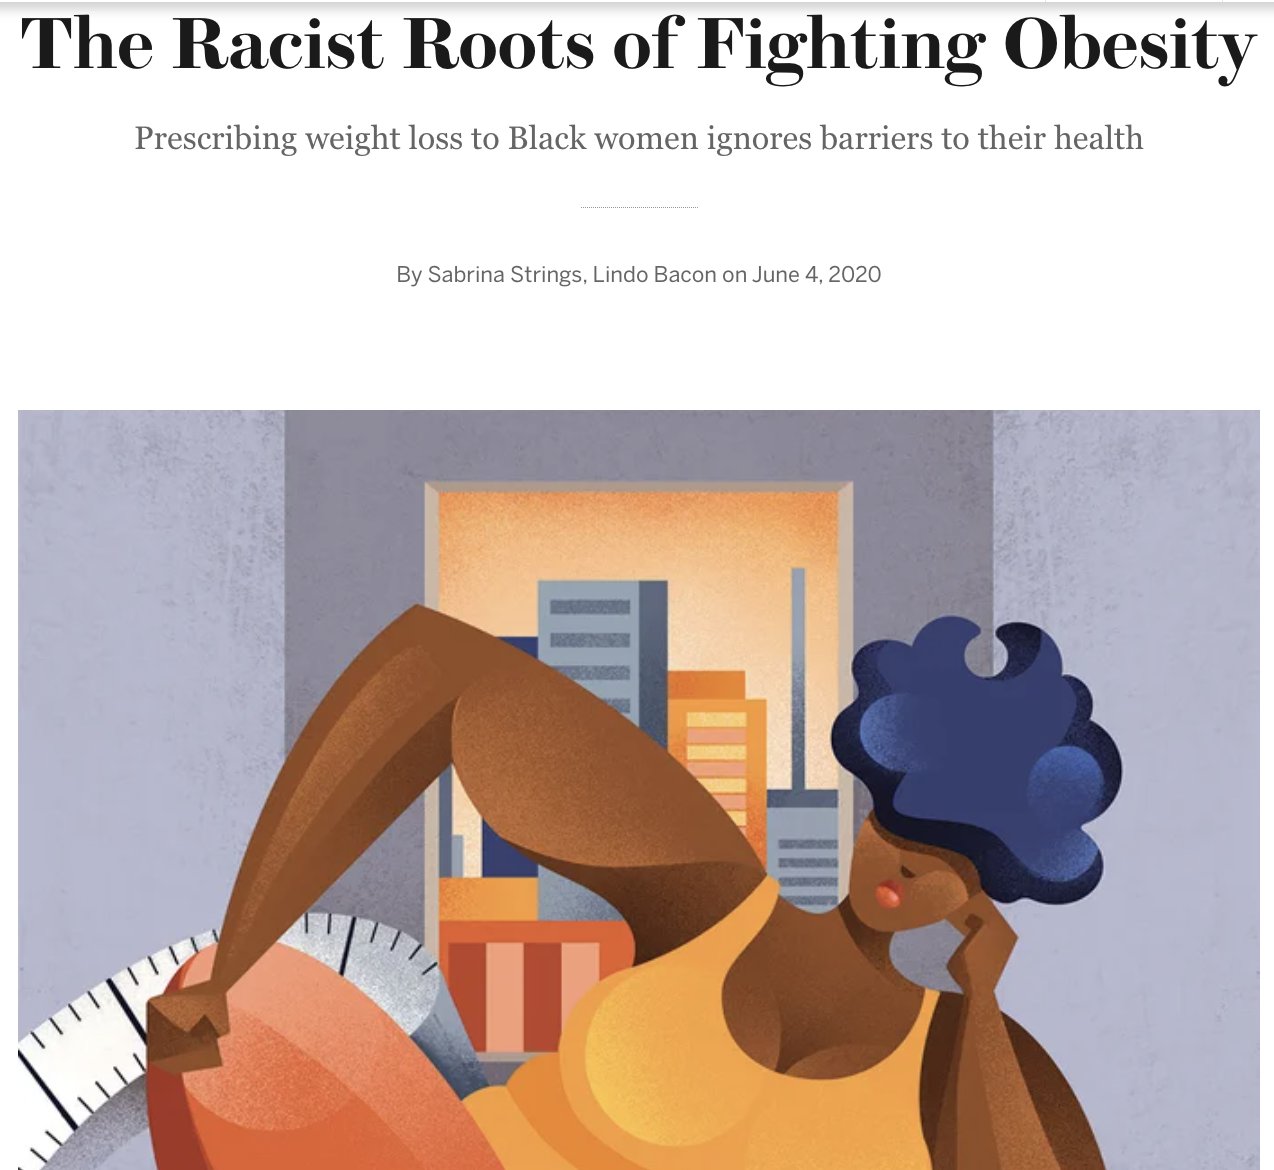 The Racist Roots of Fighting Obesity
Prescribing weight loss to Black women ignores barriers to their health
By Sabrina Strings, Lindo Bacon on June 4, 2020